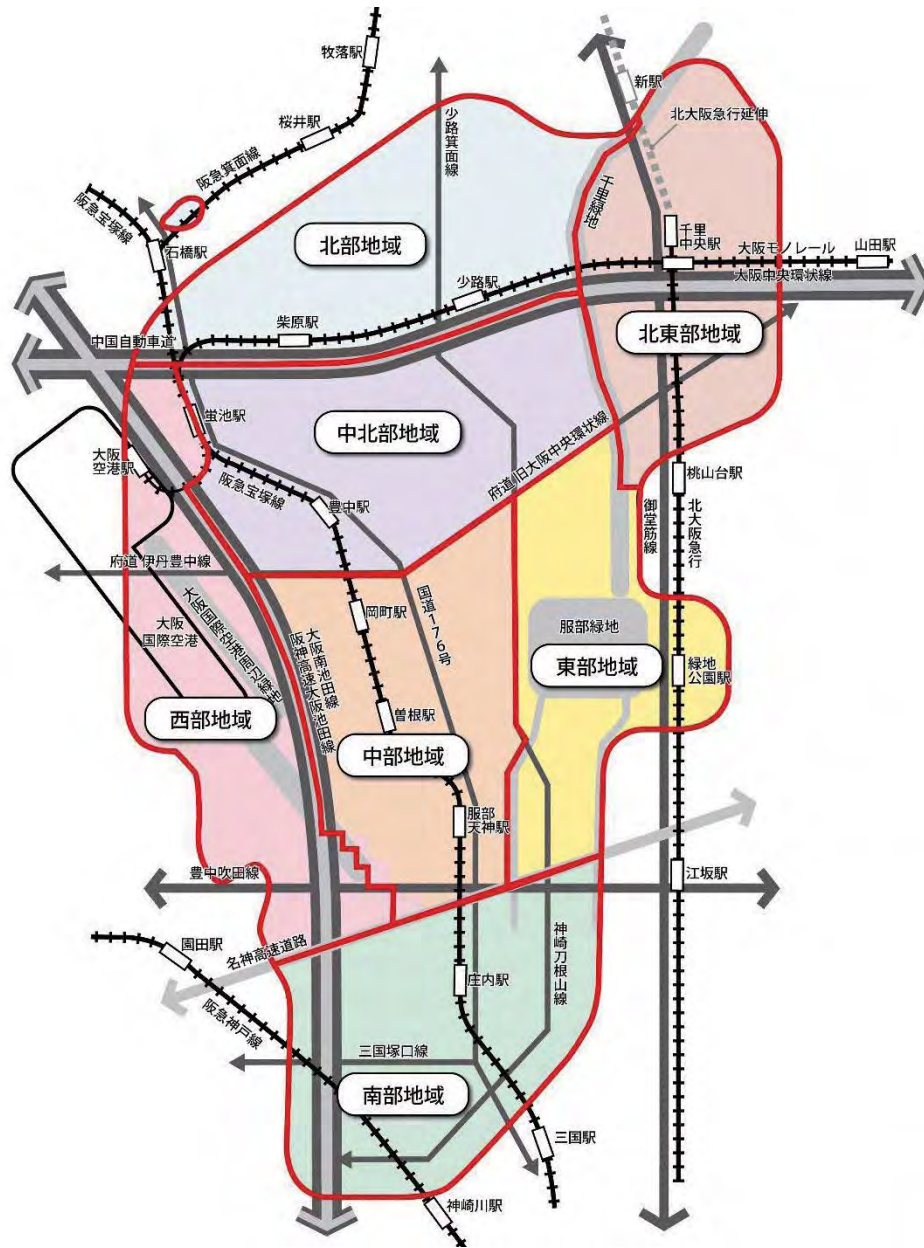 牧落駅
新駅
北大阪急行延伸
桜井駅
少路箕面線
阪急箕面線
千里緑地
阪急宝塚線
石橋駅
千里
中央駅
北部地域
大阪モノレール
山田駅
大阪中央環状線
少路駅
柴原駅
中国自動車道
北東部地域
蛍池駅
中北部地域
大阪
空港駅
阪急宝塚線
府道 旧大阪中央環状線
桃山台駅
豊中駅
御堂筋線
北大阪急行
府道 伊丹豊中線
大阪国際空港周辺緑地
大阪
国際空港
岡町駅
国道176号
服部緑地
東部地域
緑地
公園駅
大阪南池田線
阪神高速大阪池田線
西部地域
曽根駅
中部地域
服部
天神駅
豊中吹田線
江坂駅
園田駅
名神高速道路
神崎刀根山線
庄内駅
阪急神戸線
三国塚口線
南部地域
三国駅
神崎川駅